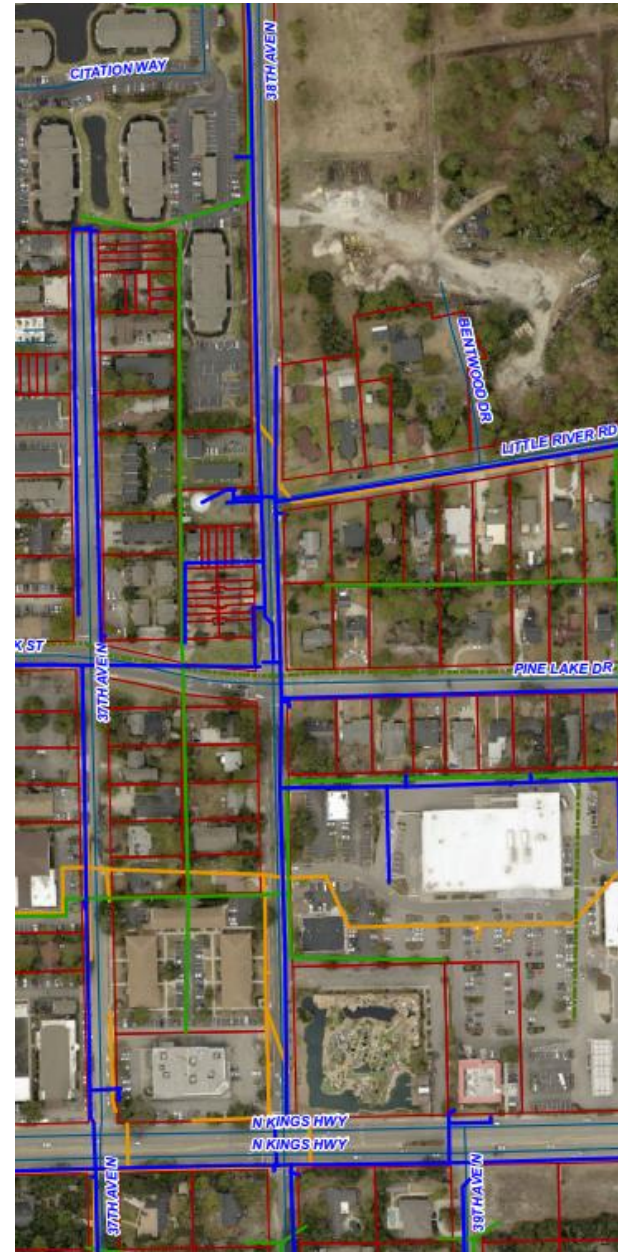 CITATION WAY
38TH AVE N
BENTWOOD DR
LITTLE RIVER RD
K ST
37TH AVE N
PINE LAKE DR
N KINGS HWY
N KINGS HWY
37TH AVE N
39TH AVE N